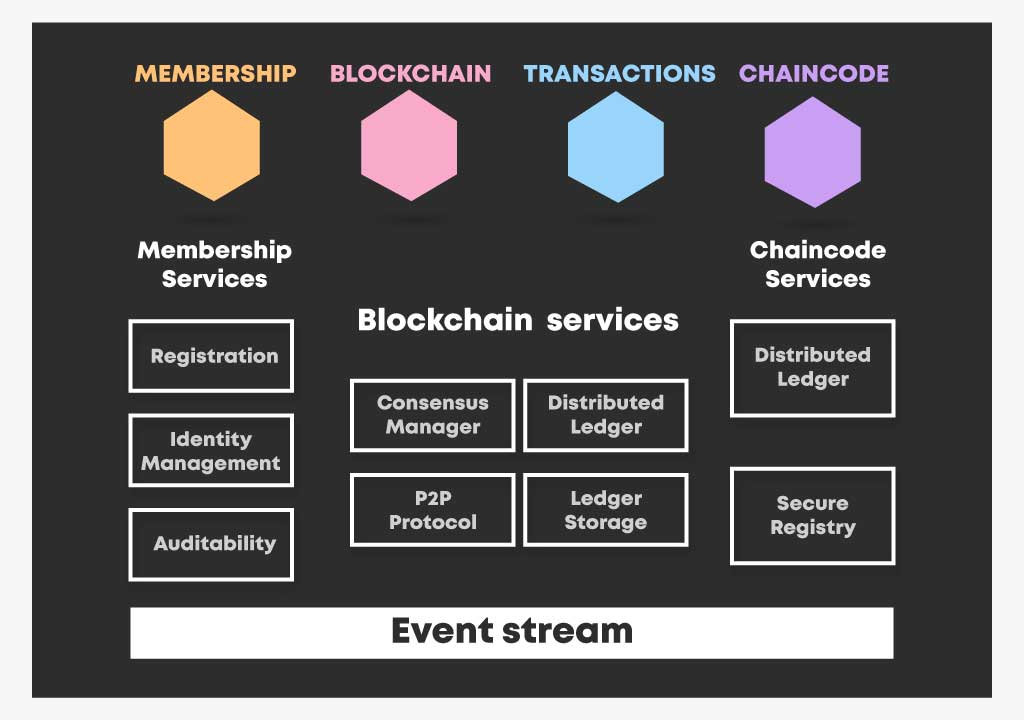 MEMBERSHIP
BLOCKCHAIN
TRANSACTIONS
CHAINCODE
Membership
Services
Registration
Identity
Management
Auditability
Blockchain services
Consensus
Manager
Distributed
Ledger
P2P
Protocol
Ledger
Storage
Chaincode
Services
Distributed
Ledger
Secure
Registry
Event stream